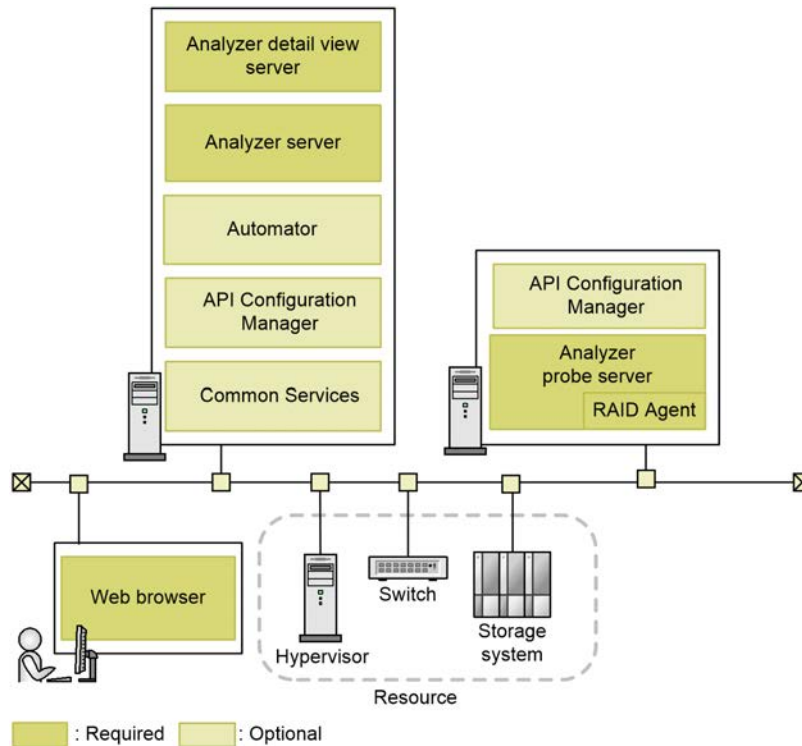 Analyzer detail view
server
Analyzer server
Automator
API Configuration
Manager
Common Services
API Configuration
Manager
Analyzer
probe server
RAID Agent
Web browser
Hypervisor
Switch
Storage
system
Resource
: Required
: Optional